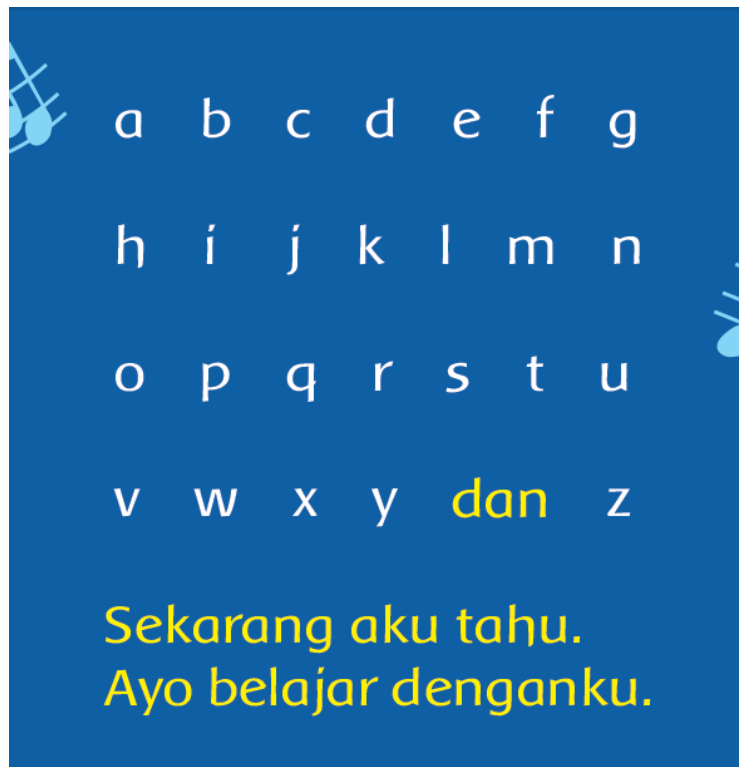 a b c d e f g
h i j k l m n
o p q r s t u
v w x y dan z
Sekarang aku tahu.
Ayo belajar denganku.